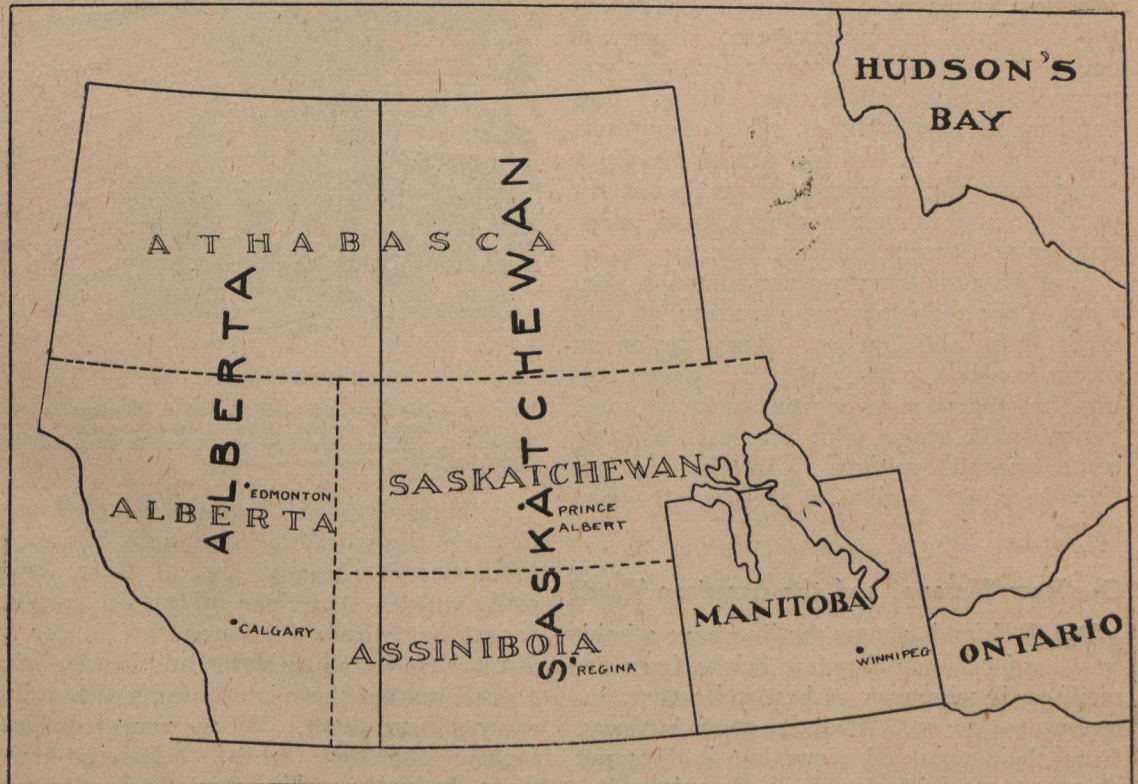 HUDSON'S
BAY
ATHABASCA
ALBERTA
SASKATCHEWAN
SASKATCHEWAN
EDMONTON
ALBERTA
PRINCE
ALBERT
MANITOBA
CALGARY
ASSINIBOIA
REGINA
WINNIPEG
ONTARIO